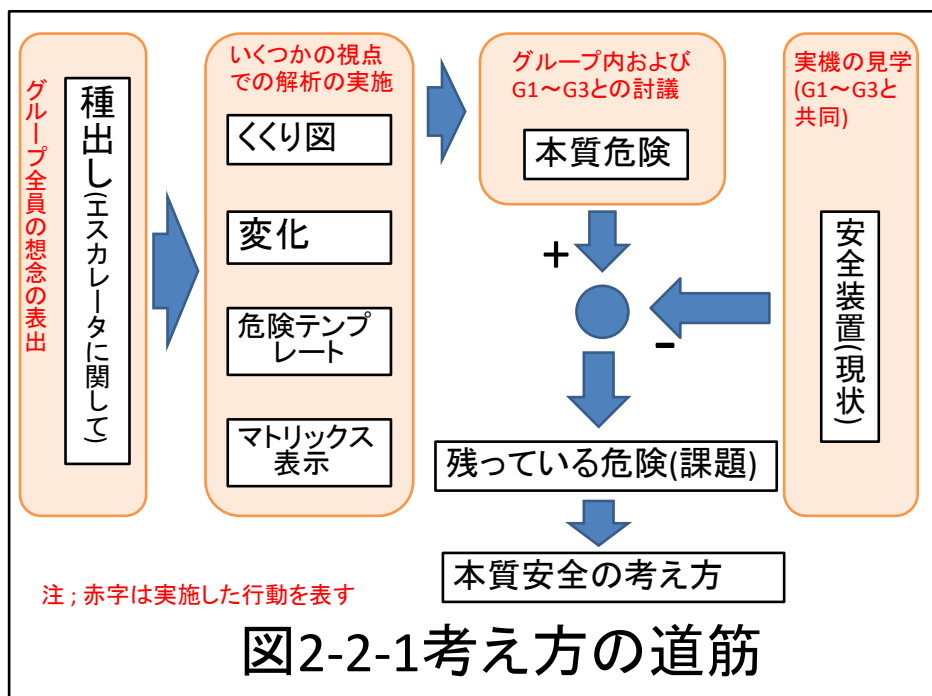 グループ全員の想念の表出
種出し(エスカレータに関して)
いくつかの視点
での解析の実施
くくり図
変化
危険テンプ
レート
マトリックス
表示
グループ内および
G1～G3との討議
本質危険
+
-
実機の見学
(G1～G3と
共同)
安全装置(現状)
残っている危険(課題)
本質安全の考え方
注 ; 赤字は実施した行動を表す
図2-2-1考え方の道筋